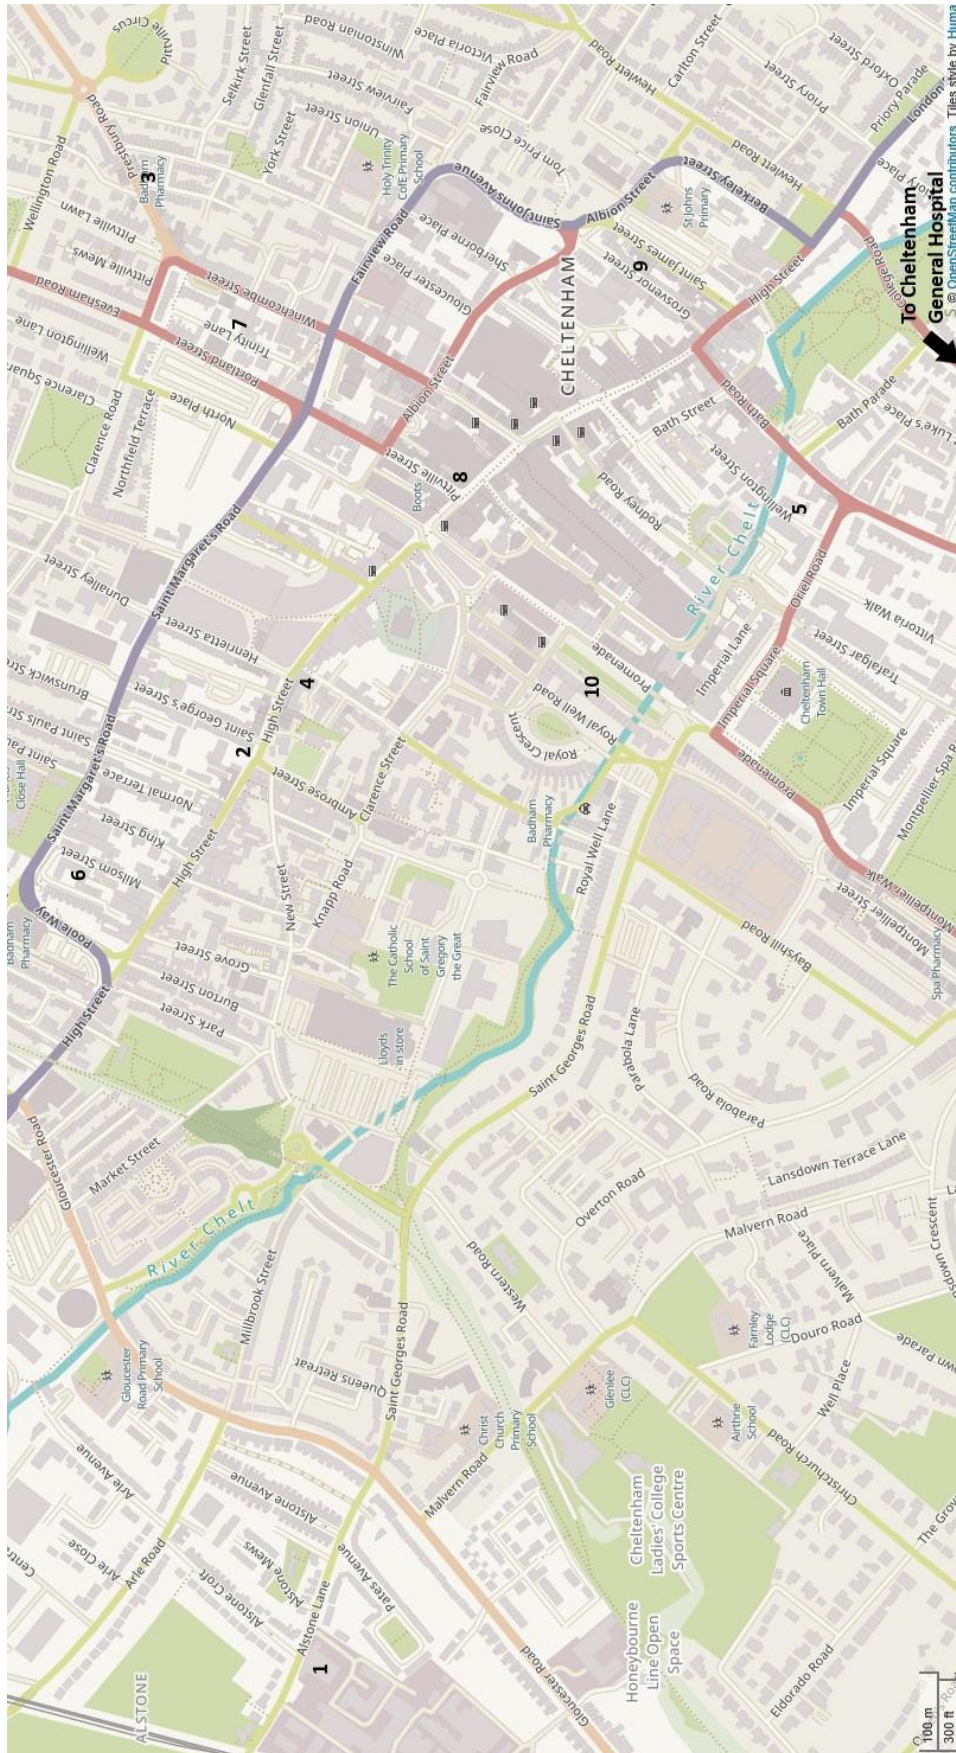 Pittville Circus
Wellington Road
Prestbury Road
Selkirk Street
Glenfall Street
Winstonian Road
Victoria Place
Hewlett Road
Carlton Street
Priory Street
Oxford Street
Fairview Street
Fairview Road
York Street
Union Street
3
Badham
Pharmacy
Pittville Lawn
Pittville Mews
Evesham Road
Wellington Lane
Clarence Square
Clarence Road
Northfield Terrace
North Place
Portland Street
Trinity Lane
7
Winchcombe Street
Holy Trinity
CofE Primary
School
Tom Price Close
Fairview Road
Saint Johns Avenue
Sherborne Place
Gloucester Place
Albion Street
Albion Street
St Johns
Primary
Berkeley Street
Hewlett Road
Priory Parade
London
Priory Place
Saint James Street
Grosvenor Street
9
High Street
College Road
To Cheltenham
General Hospital
CHELTENHAM
Bath Road
Bath Parade
Luke's Place
Bath Street
Wellington Street
5
Rodney Road
River Chelt
Oriel Road
Vittoria Walk
Trafalgar Street
Pittville Street
8
Boots
Saint Margaret's Road
Dunalley Street
Henrietta Street
Brunswick
Saint Pauls
Saint George's Street
High Street
4
2
Promenade
10
Imperial Lane
Imperial Square
Cheltenham
Town Hall
Royal Well Road
Royal Crescent
Royal Well
Promenade
Imperial Square
Montpellier Spa
Close Hall
Saint Margaret's Road
Normal Terrace
King Street
Milsom Street
6
High Street
Ambrose Street
Clarence Street
Badham
Pharmacy
Royal Well Lane
Montpellier Walk
Montpellier Street
Montpellier
Spa Pharmacy
Bayshill Road
Poole Way
Badham
Pharmacy
New Street
Knapp Road
Grove Street
Burton Street
Park Street
High Street
The Catholic
School
of Saint
Gregory
the Great
Lloyds
- in store
Saint Georges Road
Parabola Lane
Parabola Road
Gloucester Road
Market Street
River Chelt
Millbrook Street
Overton Road
Lansdown Terrace Lane
Malvern Road
Malvern Place
Western Road
Gloucester
Road Primary
School
Queens Retreat
Saint Georges Road
Christ
Church
Primary
School
Malvern Road
Glenlee
(CLC)
Farnley
Lodge
(CLC)
Douro Road
Airthrie
School
Well Place
Christchurch Road
Arle Avenue
Arle Close
Arle Road
Alstone Avenue
Alstone Mews
Alstone Croft
Alstone Lane
Pates Avenue
1
ALSTONE
Cheltenham
Ladies' College
Sports Centre
Honeybourne
Line Open
Space
Gloucester Road
Eldorado Road
100 m
300 ft
© OpenStreetMap contributors. Tiles style by